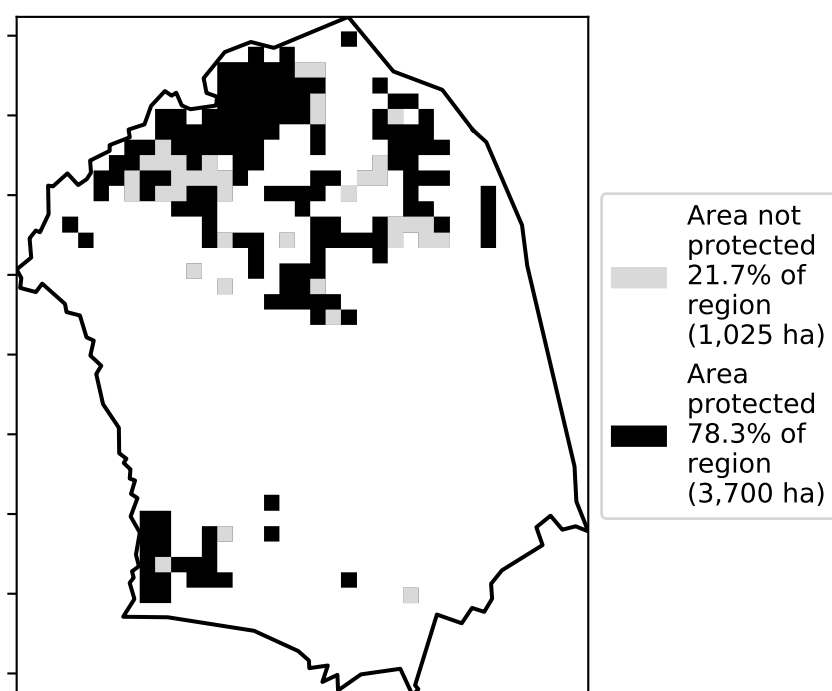 Area not
protected
21.7% of
region
(1,025 ha)
Area
protected
78.3% of
region
(3,700 ha)